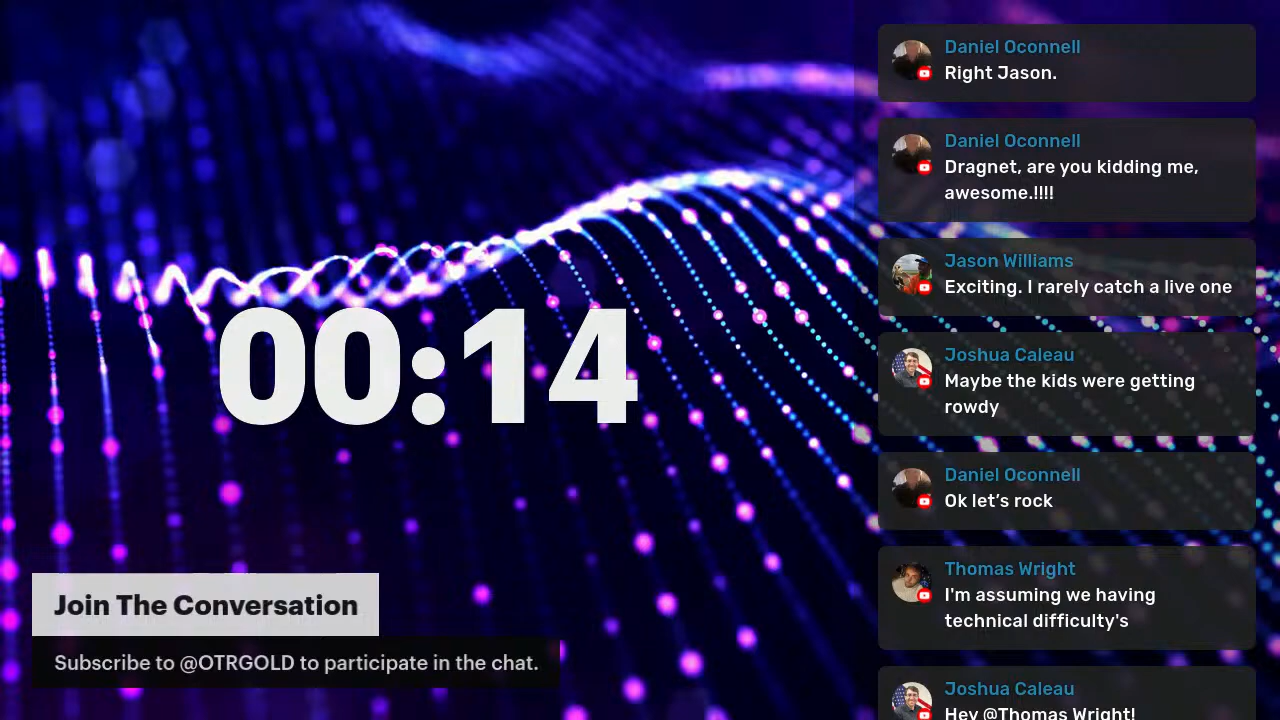 00:14
Join The Conversation
Subscribe to @OTRGOLD to participate in the chat.
Daniel Oconnell
Right Jason.
Daniel Oconnell
Dragnet, are you kidding me,
awesome.!!!!
Jason Williams
Exciting. I rarely catch a live one
Joshua Caleau
Maybe the kids were getting
rowdy
Daniel Oconnell
Ok let’s rock
Thomas Wright
I'm assuming we having
technical difficulty's
Joshua Caleau
Hey @Thomas Wright!